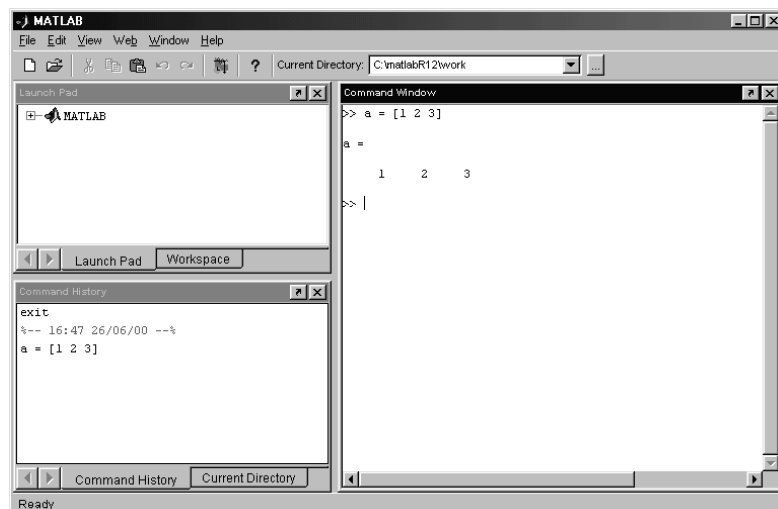 MATLAB
File Edit View Web Window Help
? Current Directory: C:\matlabR12\work ...
Launch Pad
MATLAB
Launch Pad Workspace
Command History
exit
%-- 16:47 26/06/00 --%
a = [1 2 3]
Command History Current Directory
Command Window
>> a = [1 2 3]
a =
1 2 3
>>
Ready